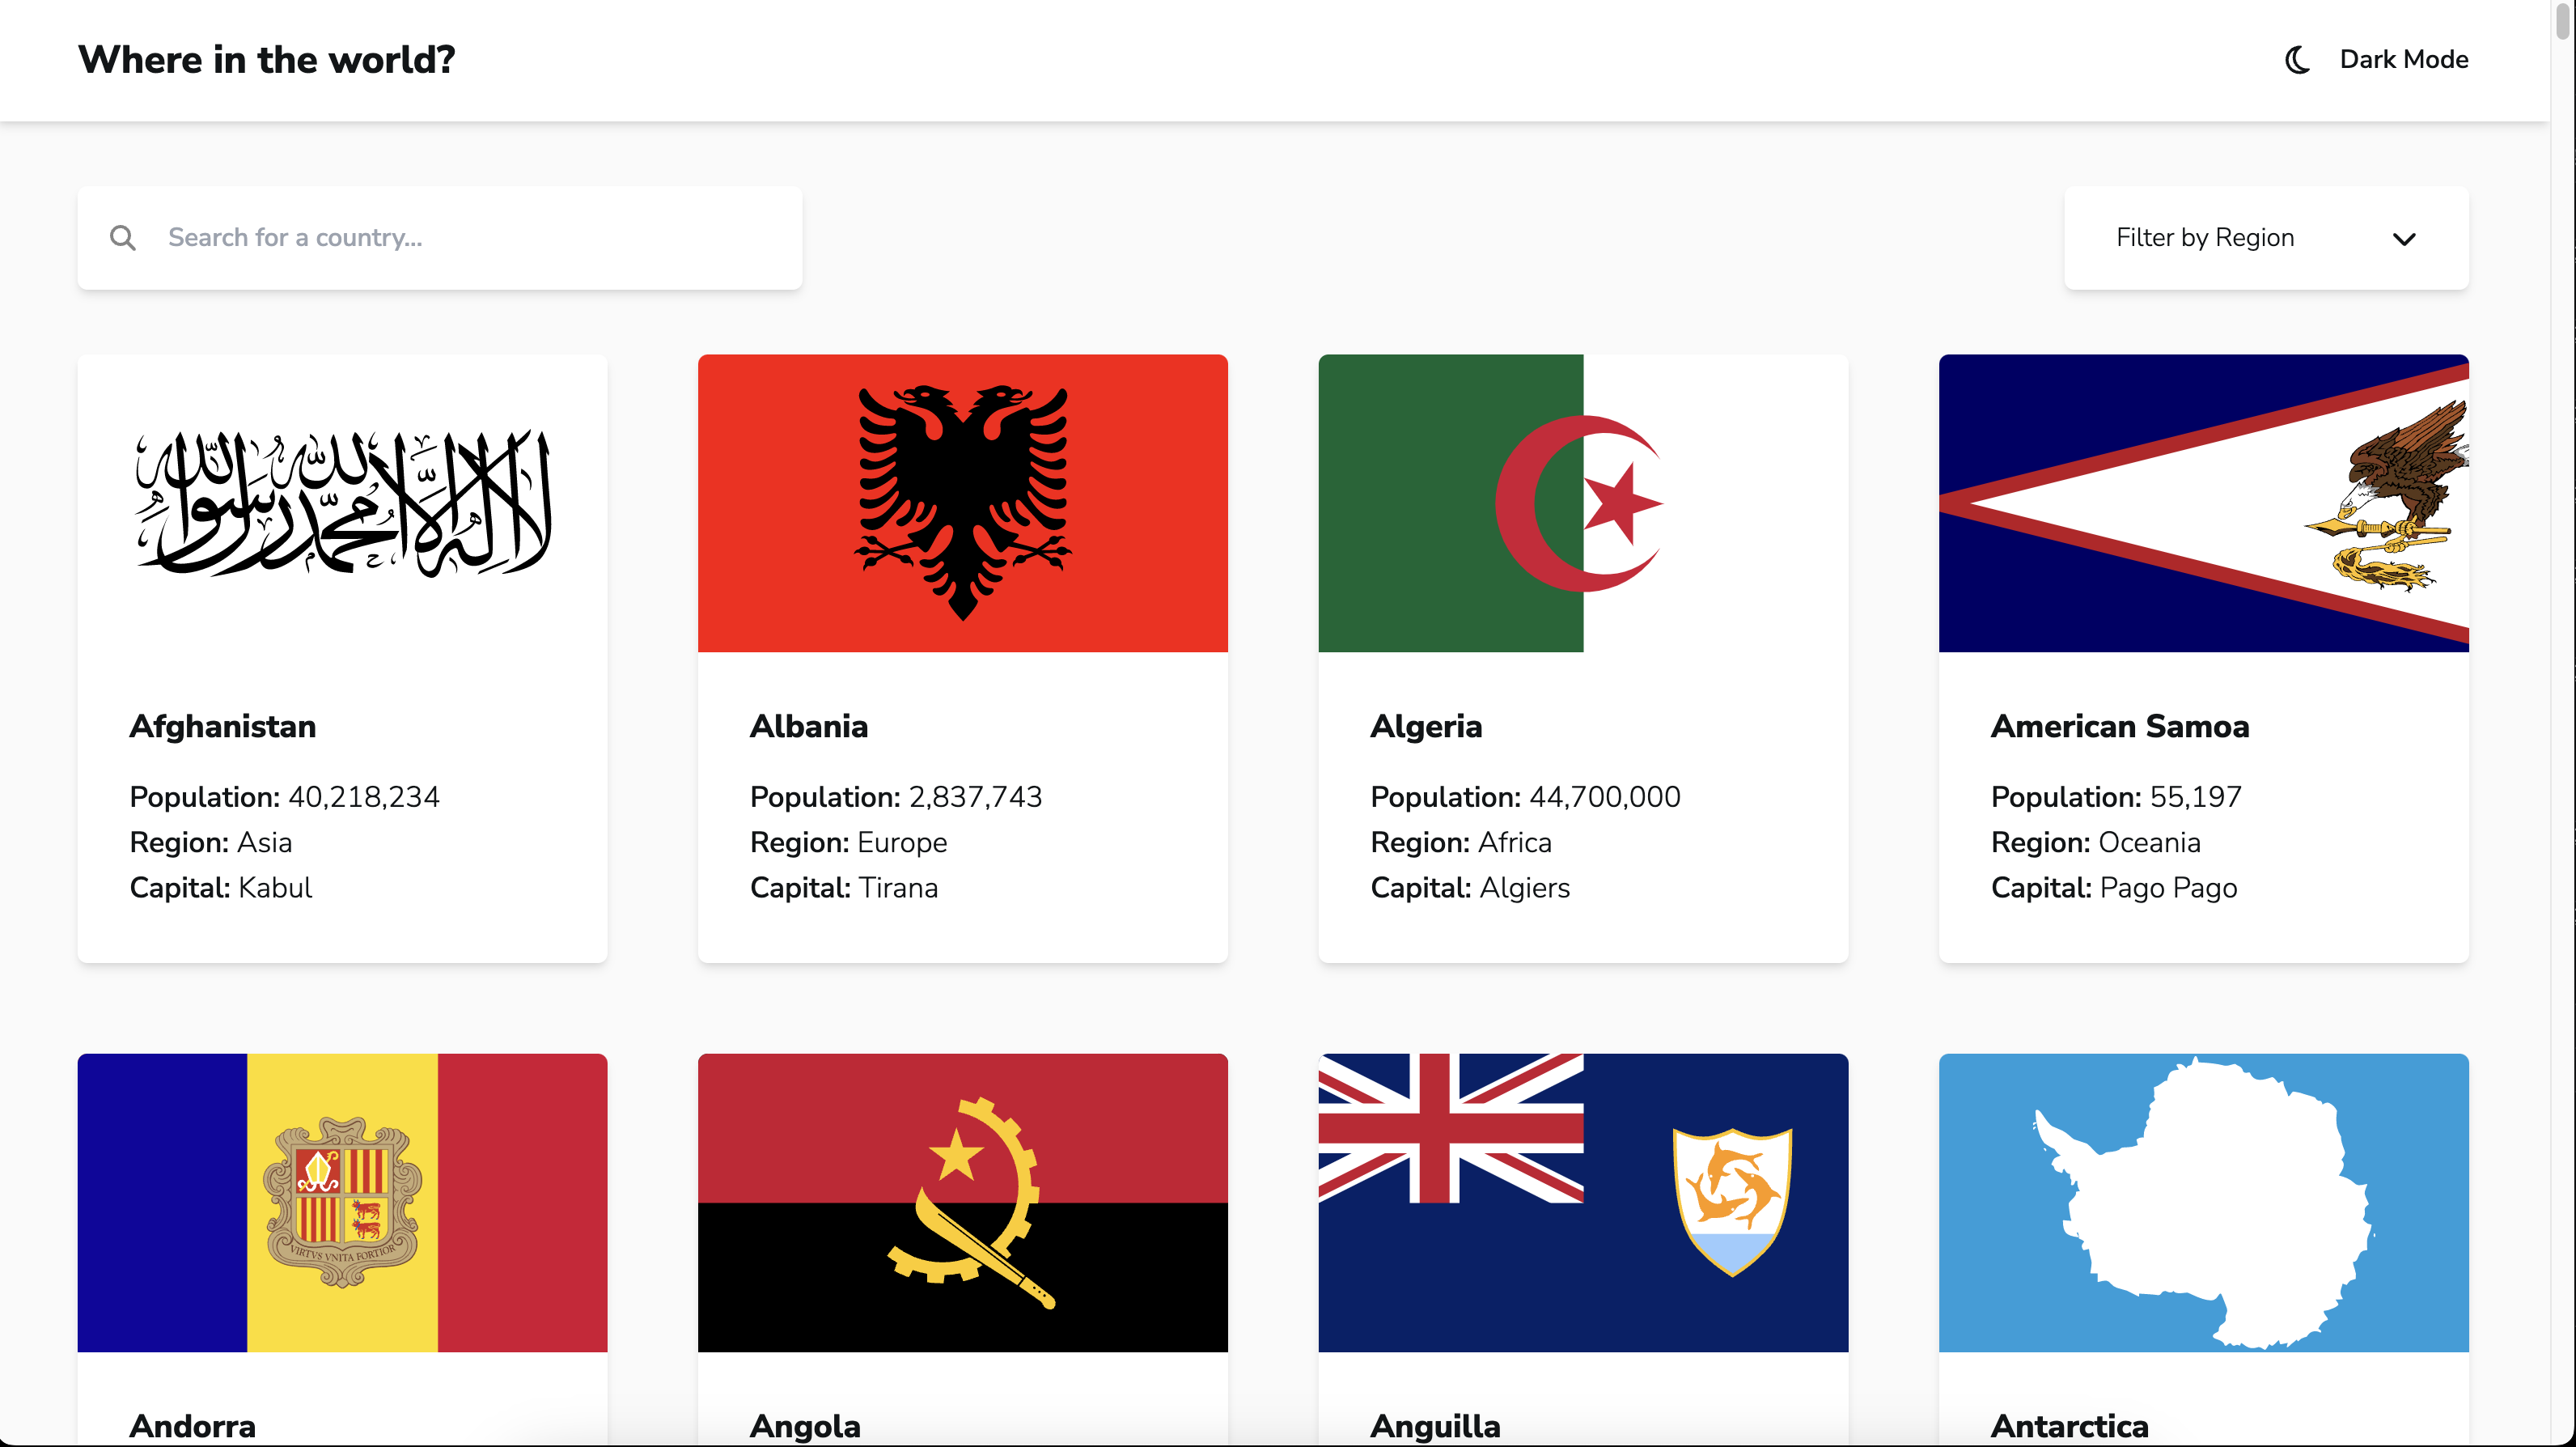 Where in the world?
Dark Mode
Search for a country...
Filter by Region
لا إله إلا الله محمد رسول الله
Afghanistan
Population: 40,218,234
Region: Asia
Capital: Kabul
Albania
Population: 2,837,743
Region: Europe
Capital: Tirana
Algeria
Population: 44,700,000
Region: Africa
Capital: Algiers
American Samoa
Population: 55,197
Region: Oceania
Capital: Pago Pago
VIRTVS VNITA FORTIOR
Andorra
Angola
Anguilla
Antarctica